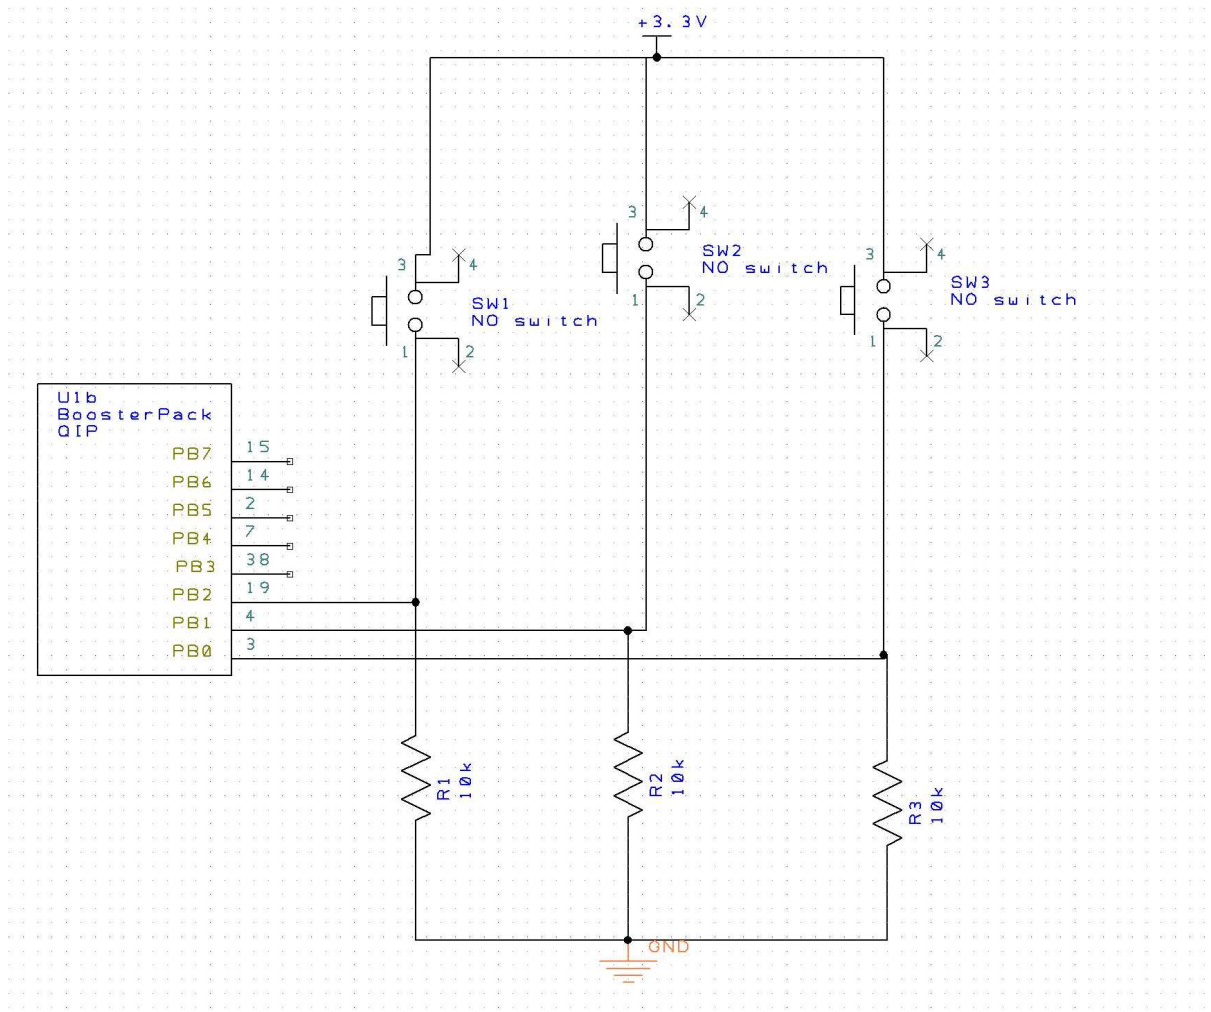 +3.3V
3
4
SW2
NO switch
1
2
3
4
SW3
NO switch
1
2
3
4
SW1
NO switch
1
2
U1b
BoosterPack
QIP
PB7 15
PB6 14
PB5 2
PB4 7
PB3 38
PB2 19
PB1 4
PB0 3
R1
10k
R2
10k
R3
10k
GND